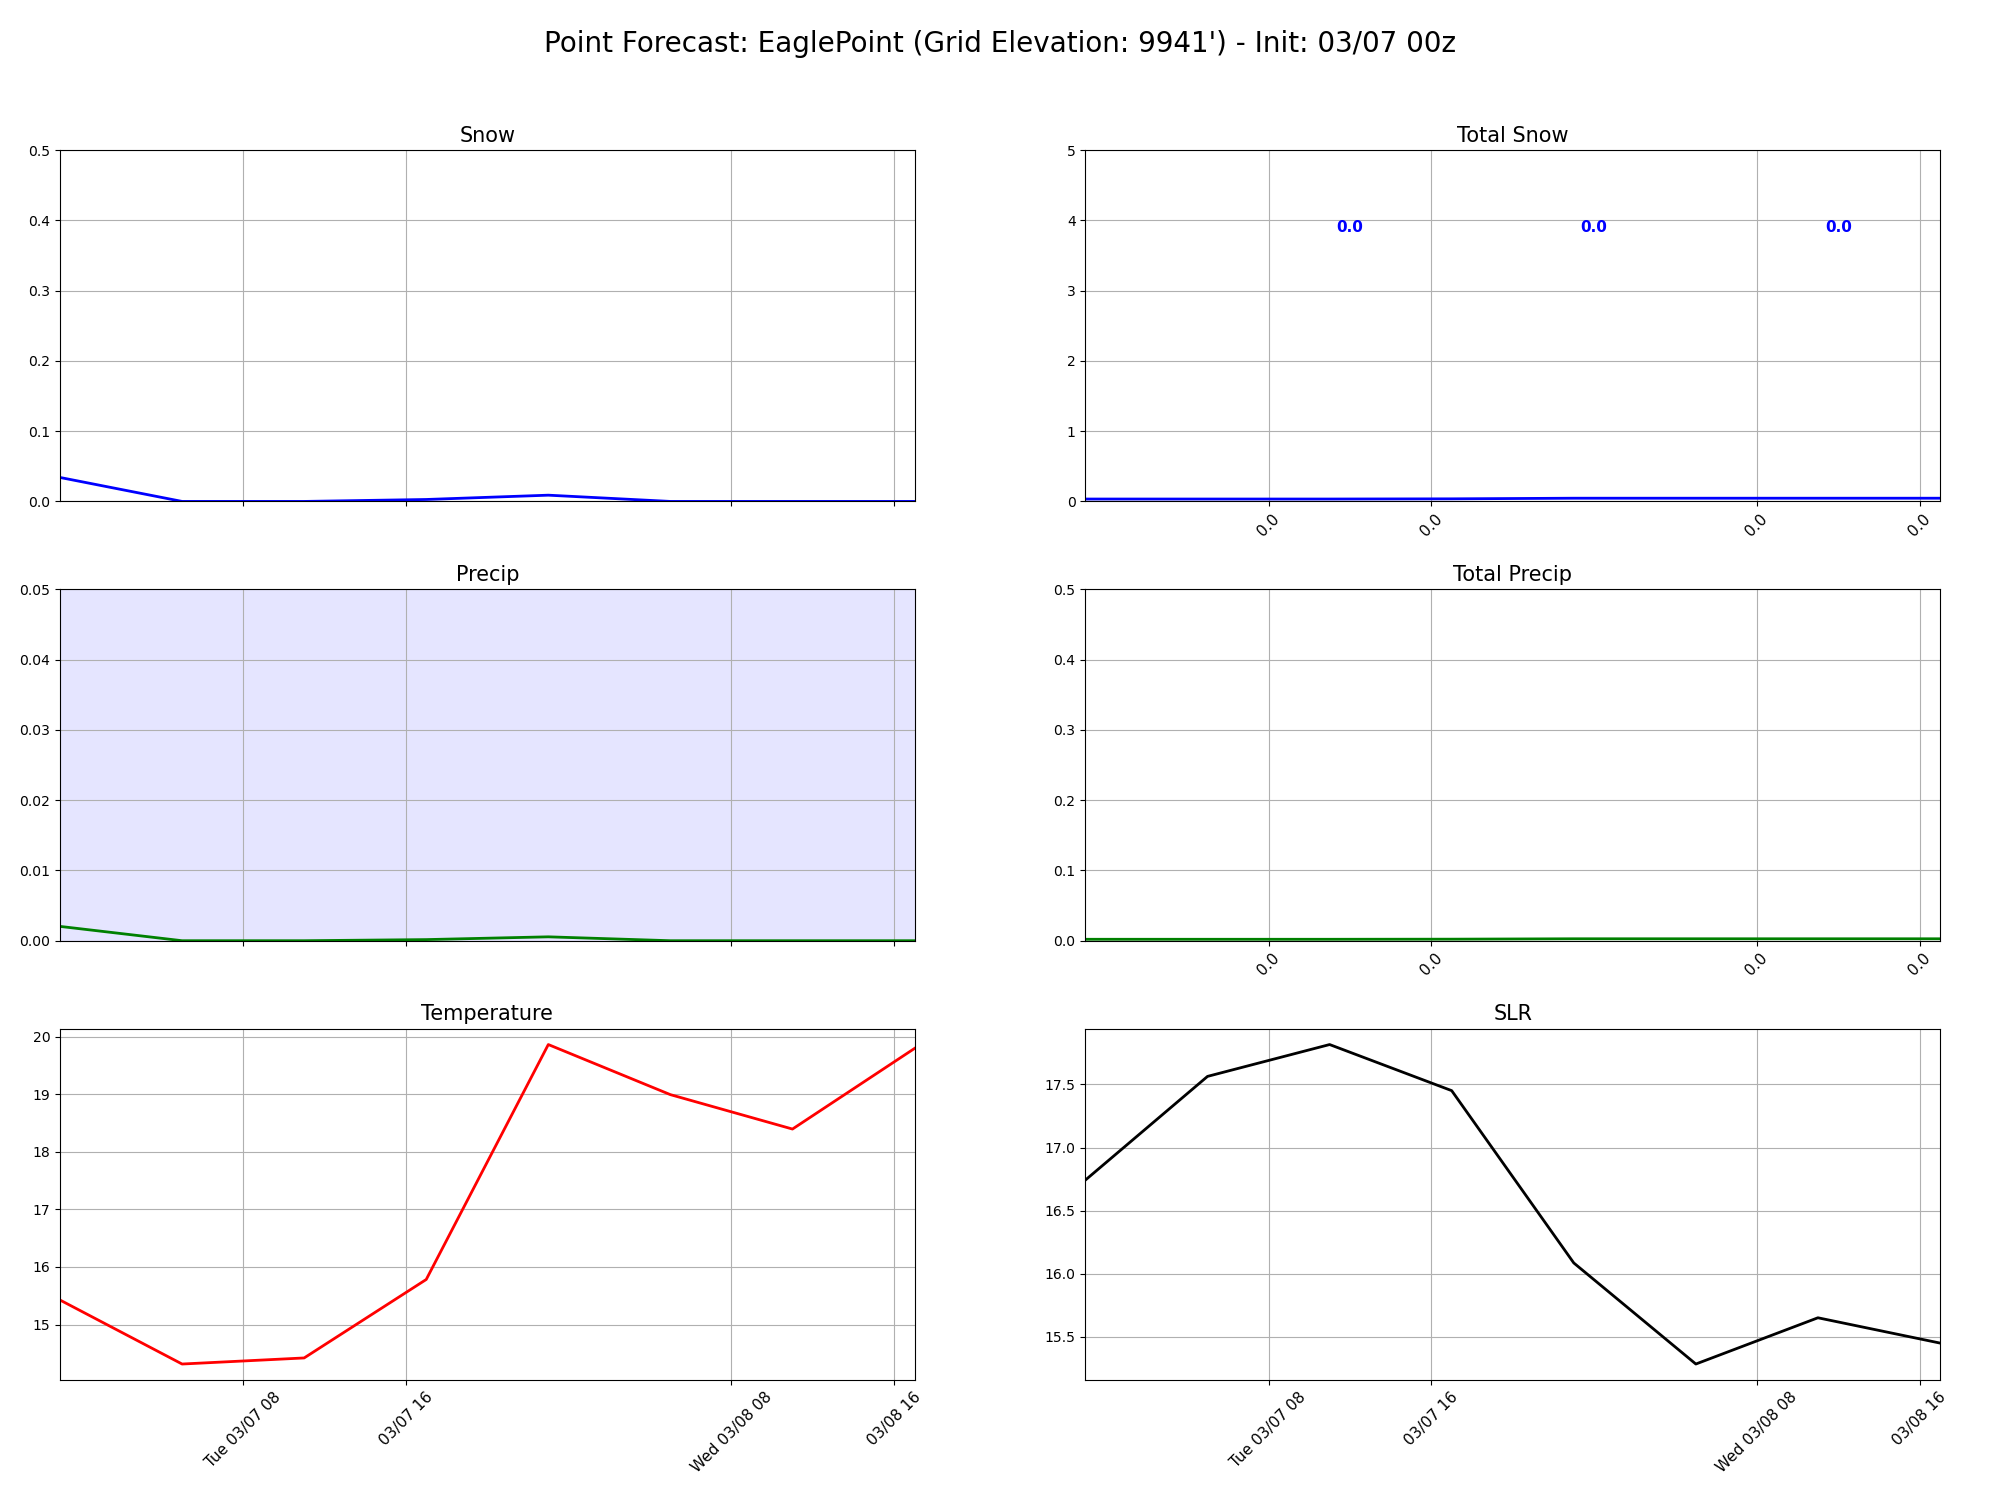 Point Forecast: EaglePoint (Grid Elevation: 9941') - Init: 03/07 00z
Snow
0.5
0.4
0.3
0.2
0.1
0.0
Total Snow
5
4
3
2
1
0
0.0 0.0 0.0
0.0 0.0 0.0 0.0
Precip
0.05
0.04
0.03
0.02
0.01
0.00
Total Precip
0.5
0.4
0.3
0.2
0.1
0.0
0.0 0.0 0.0 0.0
Temperature
20
19
18
17
16
15
Tue 03/07 08
03/07 16
Wed 03/08 08
03/08 16
SLR
17.5
17.0
16.5
16.0
15.5
Tue 03/07 08
03/07 16
Wed 03/08 08
03/08 16